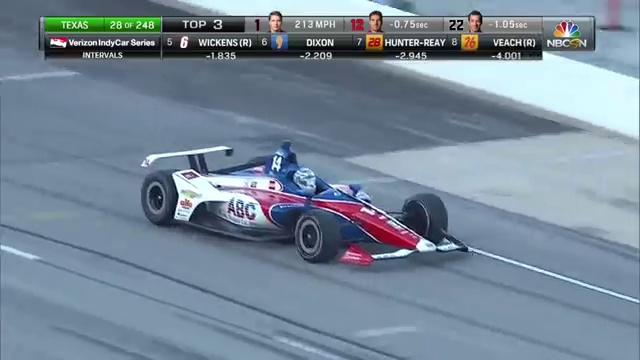 TEXAS 28 OF 248 TOP 3 1 213 MPH 12 -0.75sec 22 -1.05sec
Verizon IndyCar Series 5 6 WICKENS (R) 6 9 DIXON 7 28 HUNTER-REAY 8 26 VEACH (R) NBCSN
INTERVALS -1.835 -2.209 -2.945 -4.001
14
ABC